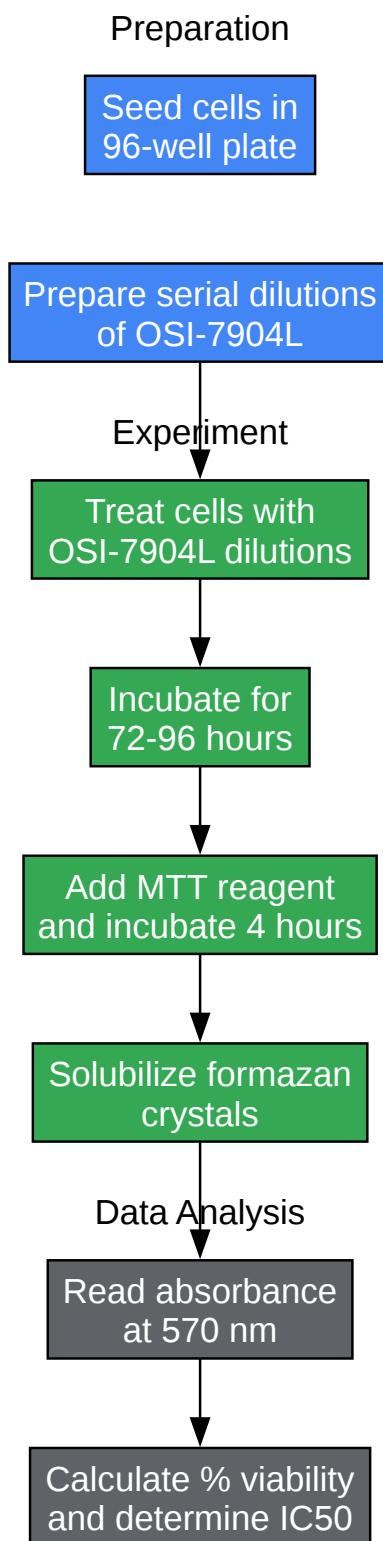 Preparation
Seed cells in
96-well plate
Prepare serial dilutions
of OSI-7904L
Experiment
Treat cells with
OSI-7904L dilutions
Incubate for
72-96 hours
Add MTT reagent
and incubate 4 hours
Solubilize formazan
crystals
Data Analysis
Read absorbance
at 570 nm
Calculate % viability
and determine IC50